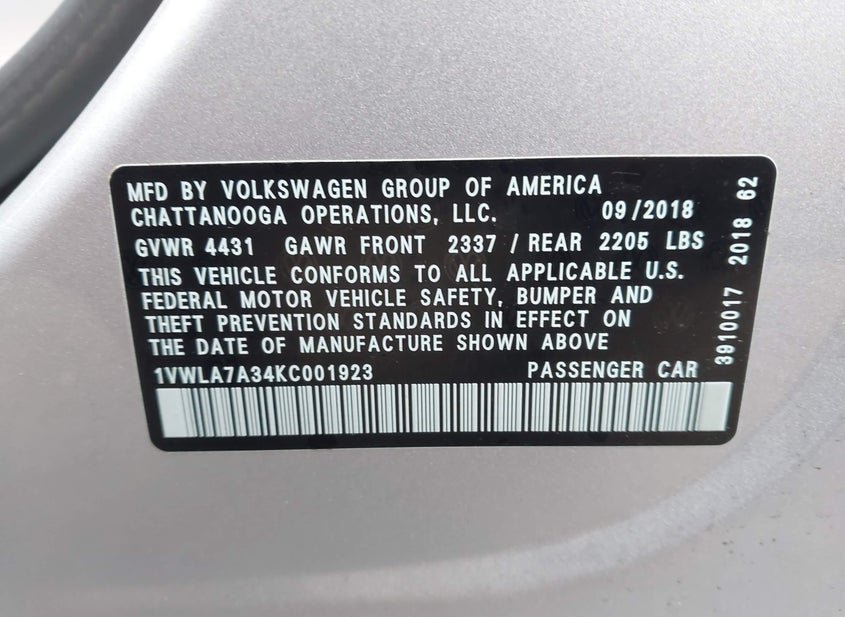 MFD BY VOLKSWAGEN GROUP OF AMERICA
CHATTANOOGA OPERATIONS, LLC. 09/2018
GVWR 4431 GAWR FRONT 2337 / REAR 2205 LBS
THIS VEHICLE CONFORMS TO ALL APPLICABLE U.S.
FEDERAL MOTOR VEHICLE SAFETY, BUMPER AND
THEFT PREVENTION STANDARDS IN EFFECT ON
THE DATE OF MANUFACTURE SHOWN ABOVE
1VWLA7A34KC001923 PASSENGER CAR
3910017 2018 62